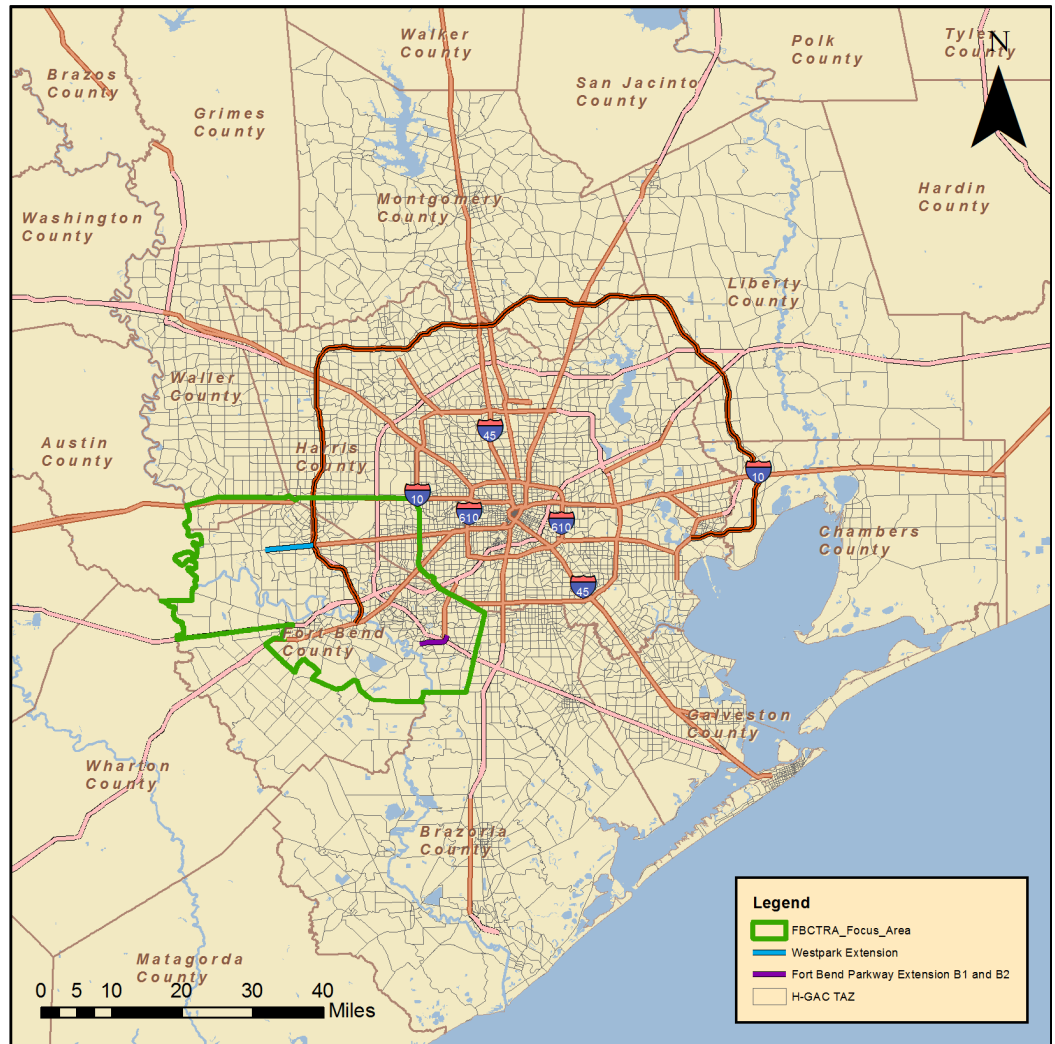 Walker
County
Polk
County
Tyler
County
N
Brazos
County
San Jacinto
County
Grimes
County
Hardin
County
Montgomery
County
Washington
County
Liberty
County
Waller
County
Austin
County
Harris
County
45
10
10
610
610
Chambers
County
45
Fort Bend
County
Galveston
County
Wharton
County
Brazoria
County
Matagorda
County
0 5 10 20 30 40
Miles
Legend
FBCTRA_Focus_Area
Westpark Extension
Fort Bend Parkway Extension B1 and B2
H-GAC TAZ